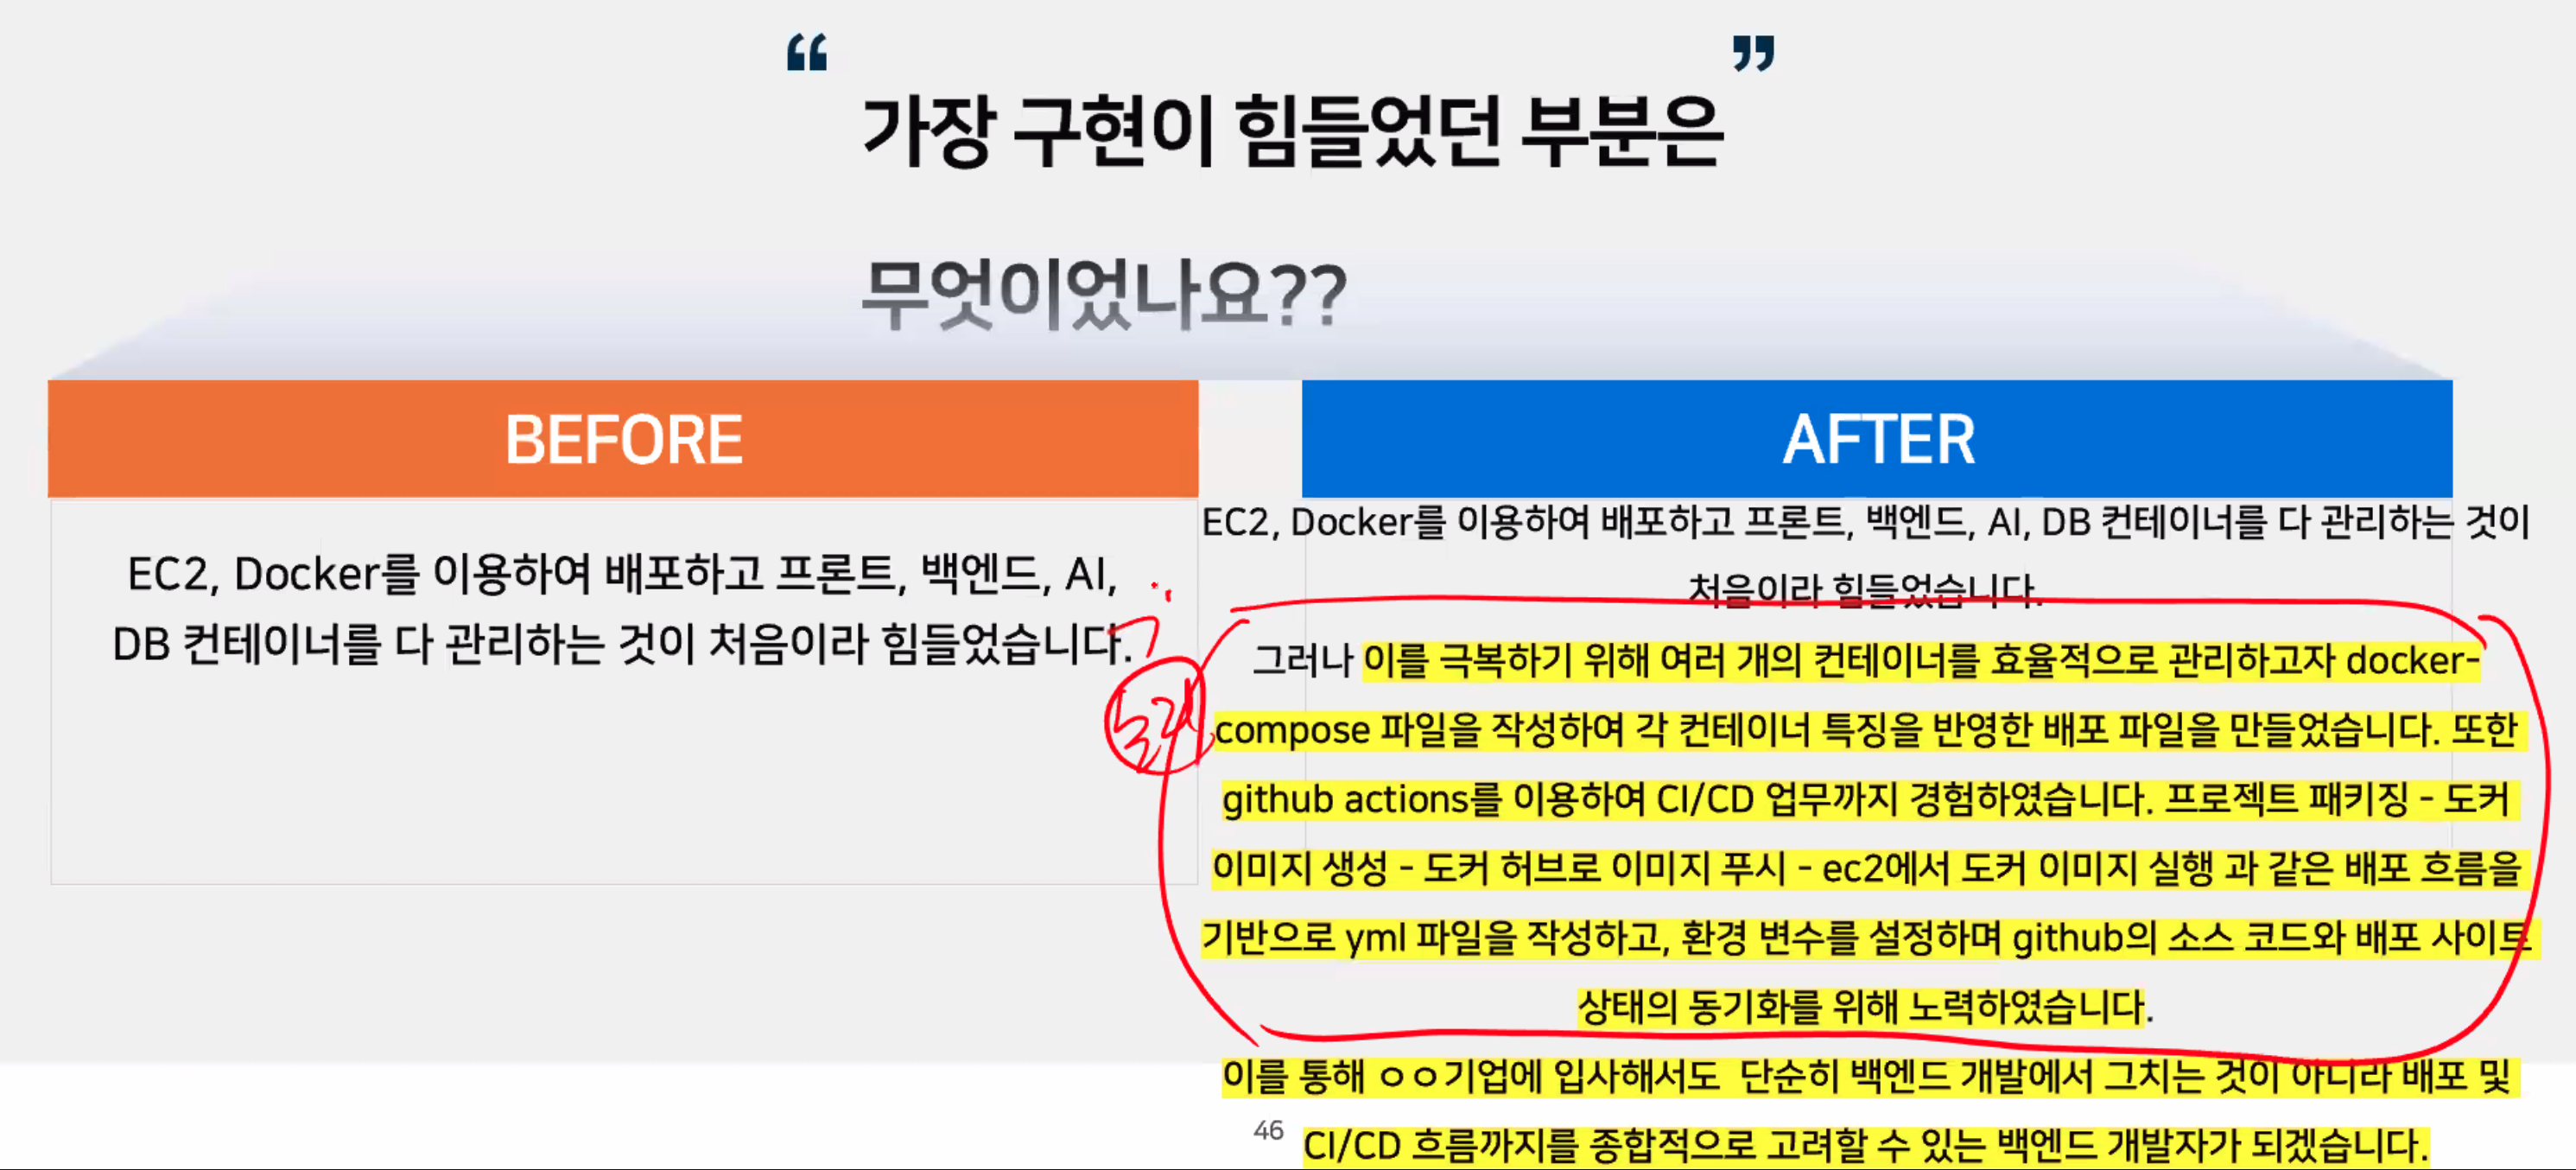 “ ”
가장 구현이 힘들었던 부분은
무엇이었나요??
BEFORE
EC2, Docker를 이용하여 배포하고 프론트, 백엔드, AI,
DB 컨테이너를 다 관리하는 것이 처음이라 힘들었습니다.
AFTER
EC2, Docker를 이용하여 배포하고 프론트, 백엔드, AI, DB 컨테이너를 다 관리하는 것이
처음이라 힘들었습니다.
그러나 이를 극복하기 위해 여러 개의 컨테이너를 효율적으로 관리하고자 docker-
compose 파일을 작성하여 각 컨테이너 특징을 반영한 배포 파일을 만들었습니다. 또한
github actions를 이용하여 CI/CD 업무까지 경험하였습니다. 프로젝트 패키징 - 도커
이미지 생성 - 도커 허브로 이미지 푸시 - ec2에서 도커 이미지 실행 과 같은 배포 흐름을
기반으로 yml 파일을 작성하고, 환경 변수를 설정하며 github의 소스 코드와 배포 사이트
상태의 동기화를 위해 노력하였습니다.
이를 통해 ㅇㅇ기업에 입사해서도 단순히 백엔드 개발에서 그치는 것이 아니라 배포 및
CI/CD 흐름까지를 종합적으로 고려할 수 있는 백엔드 개발자가 되겠습니다.
46